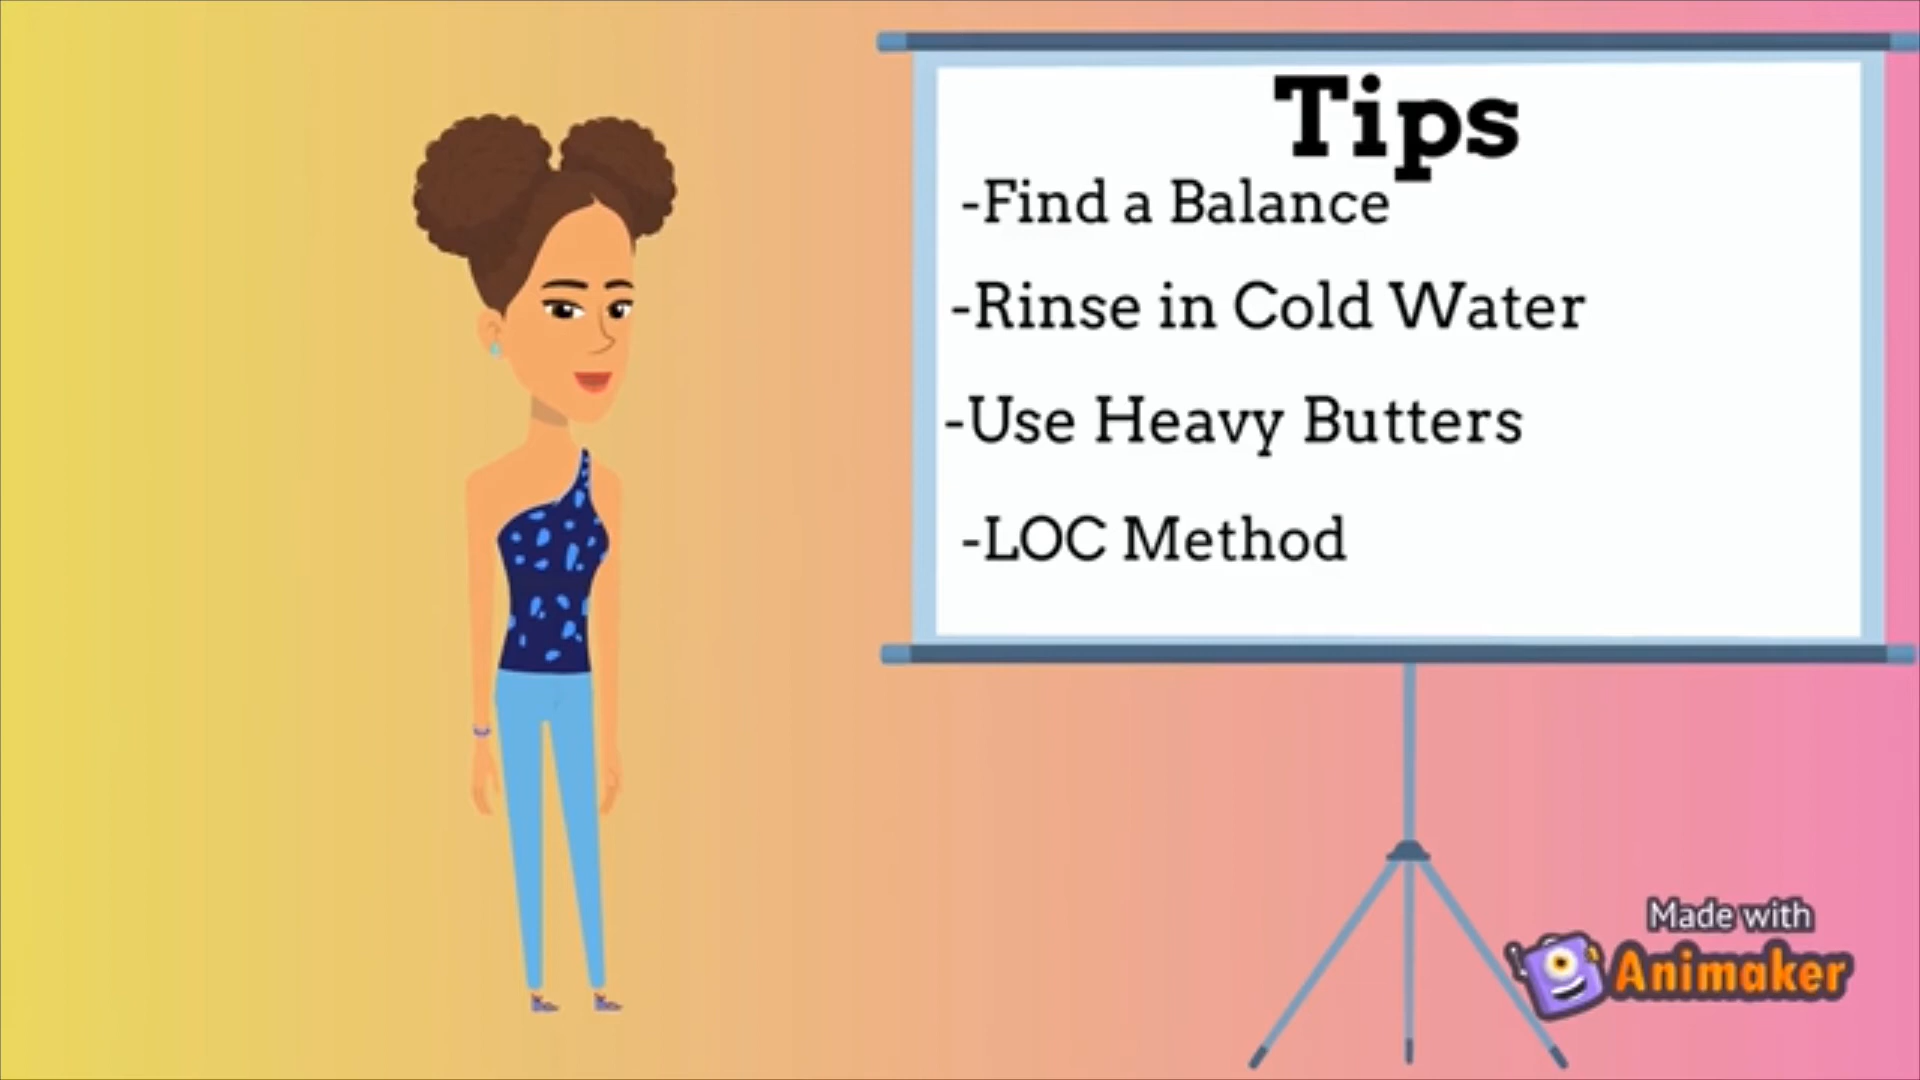 Tips
-Find a Balance
-Rinse in Cold Water
-Use Heavy Butters
-LOC Method
Made with
Animaker